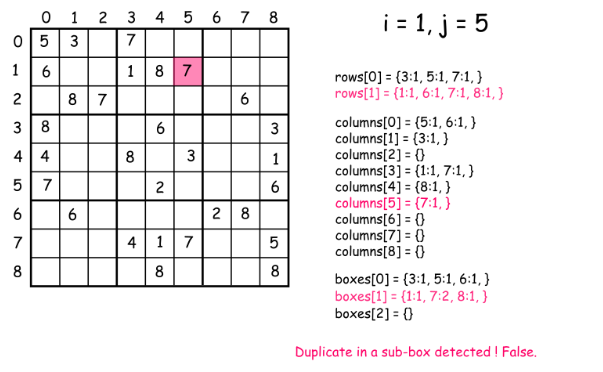 i = 1, j = 5
0 1 2 3 4 5 6 7 8
0 5 3 7
1 6 1 8 7
2 8 7 6
3 8 6 3
4 4 8 3 1
5 7 2 6
6 6 2 8
7 4 1 7 5
8 8 8
rows[0] = {3:1, 5:1, 7:1, }
rows[1] = {1:1, 6:1, 7:1, 8:1, }
columns[0] = {5:1, 6:1, }
columns[1] = {3:1, }
columns[2] = {}
columns[3] = {1:1, 7:1, }
columns[4] = {8:1, }
columns[5] = {7:1, }
columns[6] = {}
columns[7] = {}
columns[8] = {}
boxes[0] = {3:1, 5:1, 6:1, }
boxes[1] = {1:1, 7:2, 8:1, }
boxes[2] = {}
Duplicate in a sub-box detected ! False.